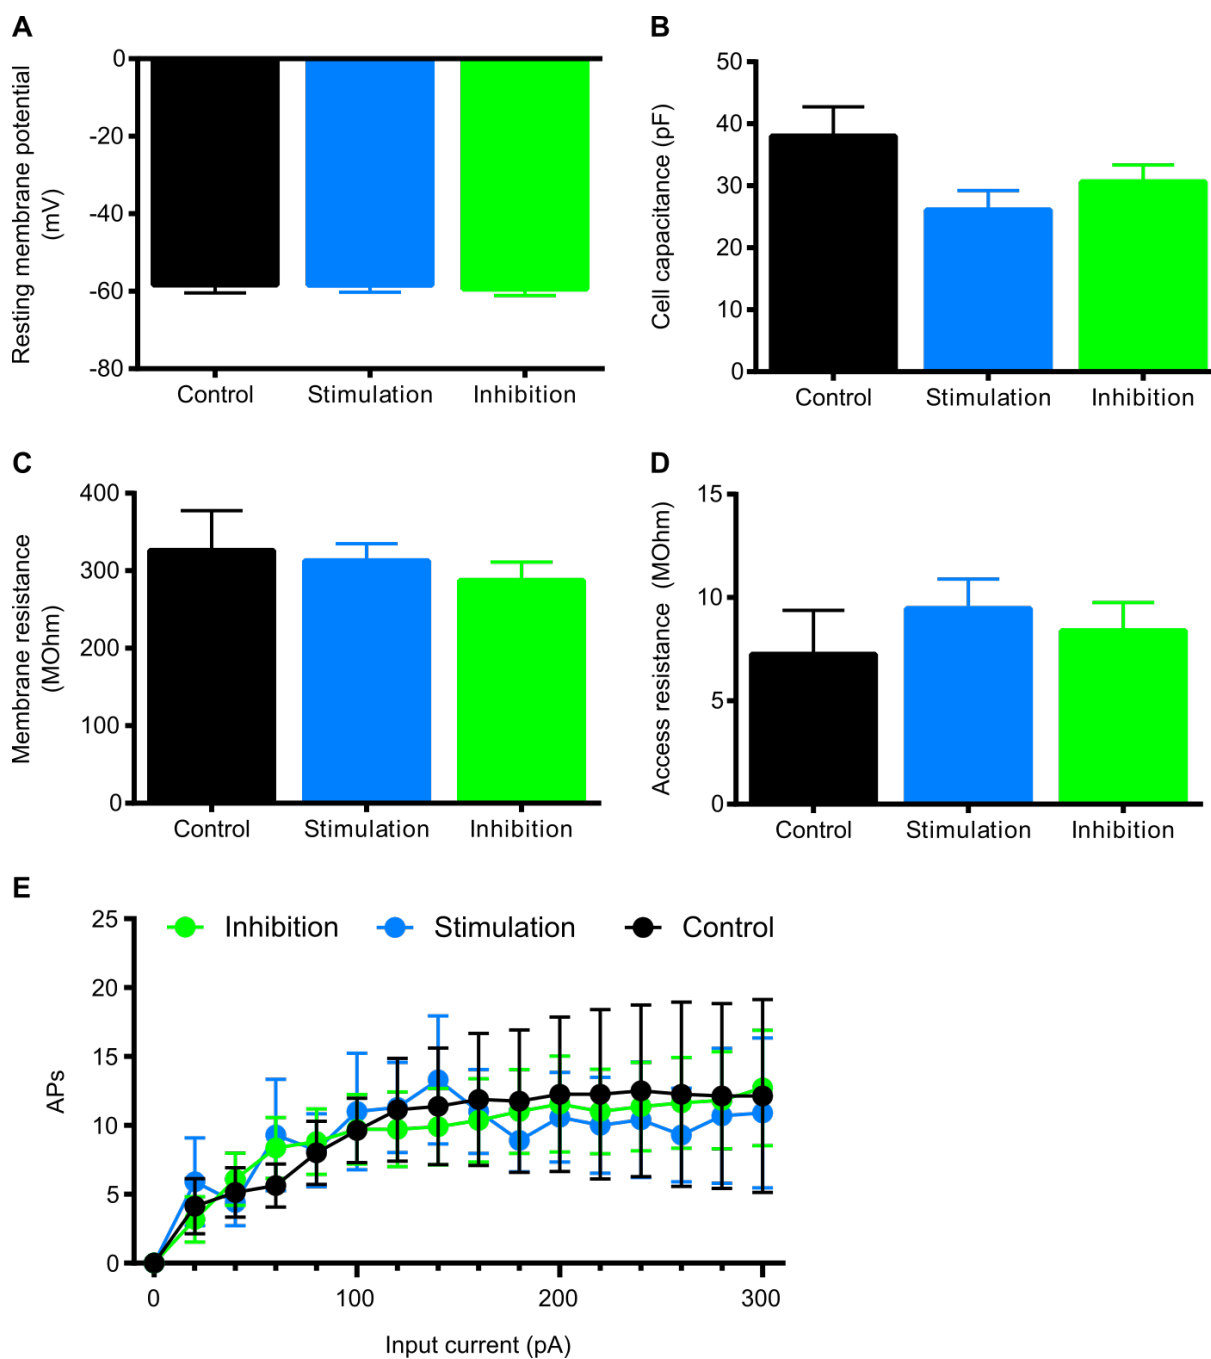 A
Resting membrane potential
(mV)
0
-20
-40
-60
-80
Control Stimulation Inhibition
B
Cell capacitance (pF)
50
40
30
20
10
0
Control Stimulation Inhibition
C
Membrane resistance
(MOhm)
400
300
200
100
0
Control Stimulation Inhibition
D
Access resistance (MOhm)
15
10
5
0
Control Stimulation Inhibition
E
APs
Inhibition Stimulation Control
25
20
15
10
5
0
0 100 200 300
Input current (pA)